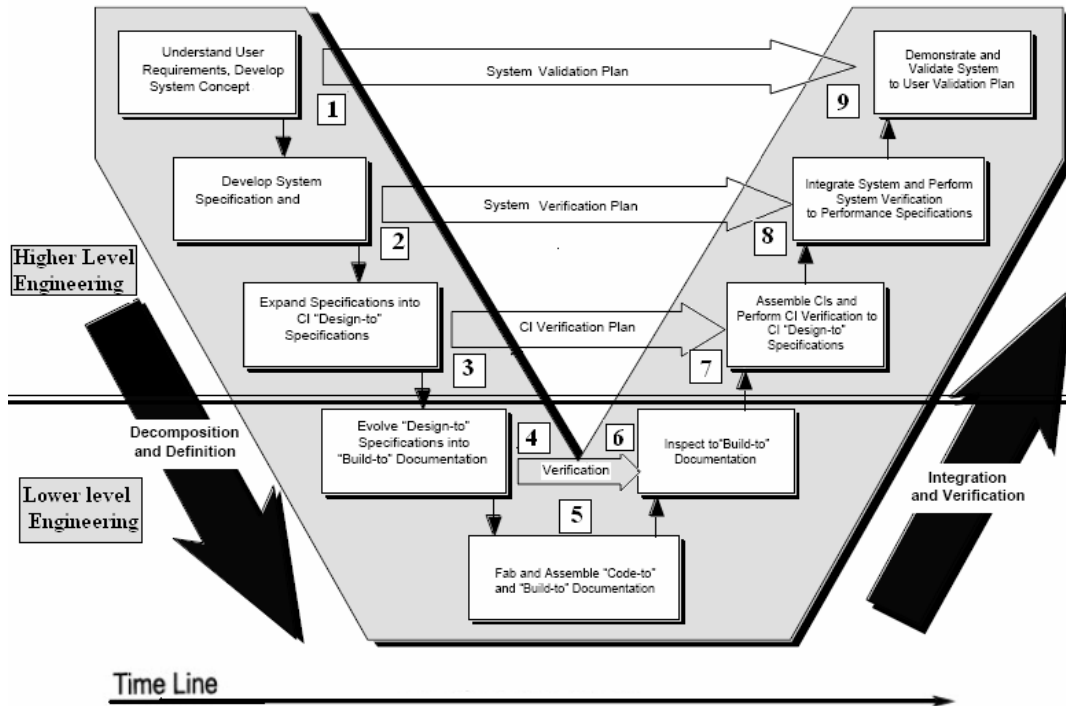 Understand User
Requirements, Develop
System Concept
1
System Validation Plan
9
Demonstrate and
Validate System
to User Validation Plan
Develop System
Specification and
2
System Verification Plan
8
Integrate System and Perform
System Verification
to Performance Specifications
Higher Level
Engineering
Expand Specifications into
CI "Design-to"
Specifications
3
CI Verification Plan
7
Assemble CIs and
Perform CI Verification to
CI "Design-to"
Specifications
Decomposition
and Definition
Evolve "Design-to"
Specifications into
"Build-to" Documentation
4
Verification
6
Inspect to"Build-to"
Documentation
Integration
and Verification
Lower level
Engineering
5
Fab and Assemble "Code-to"
and "Build-to" Documentation
Time Line